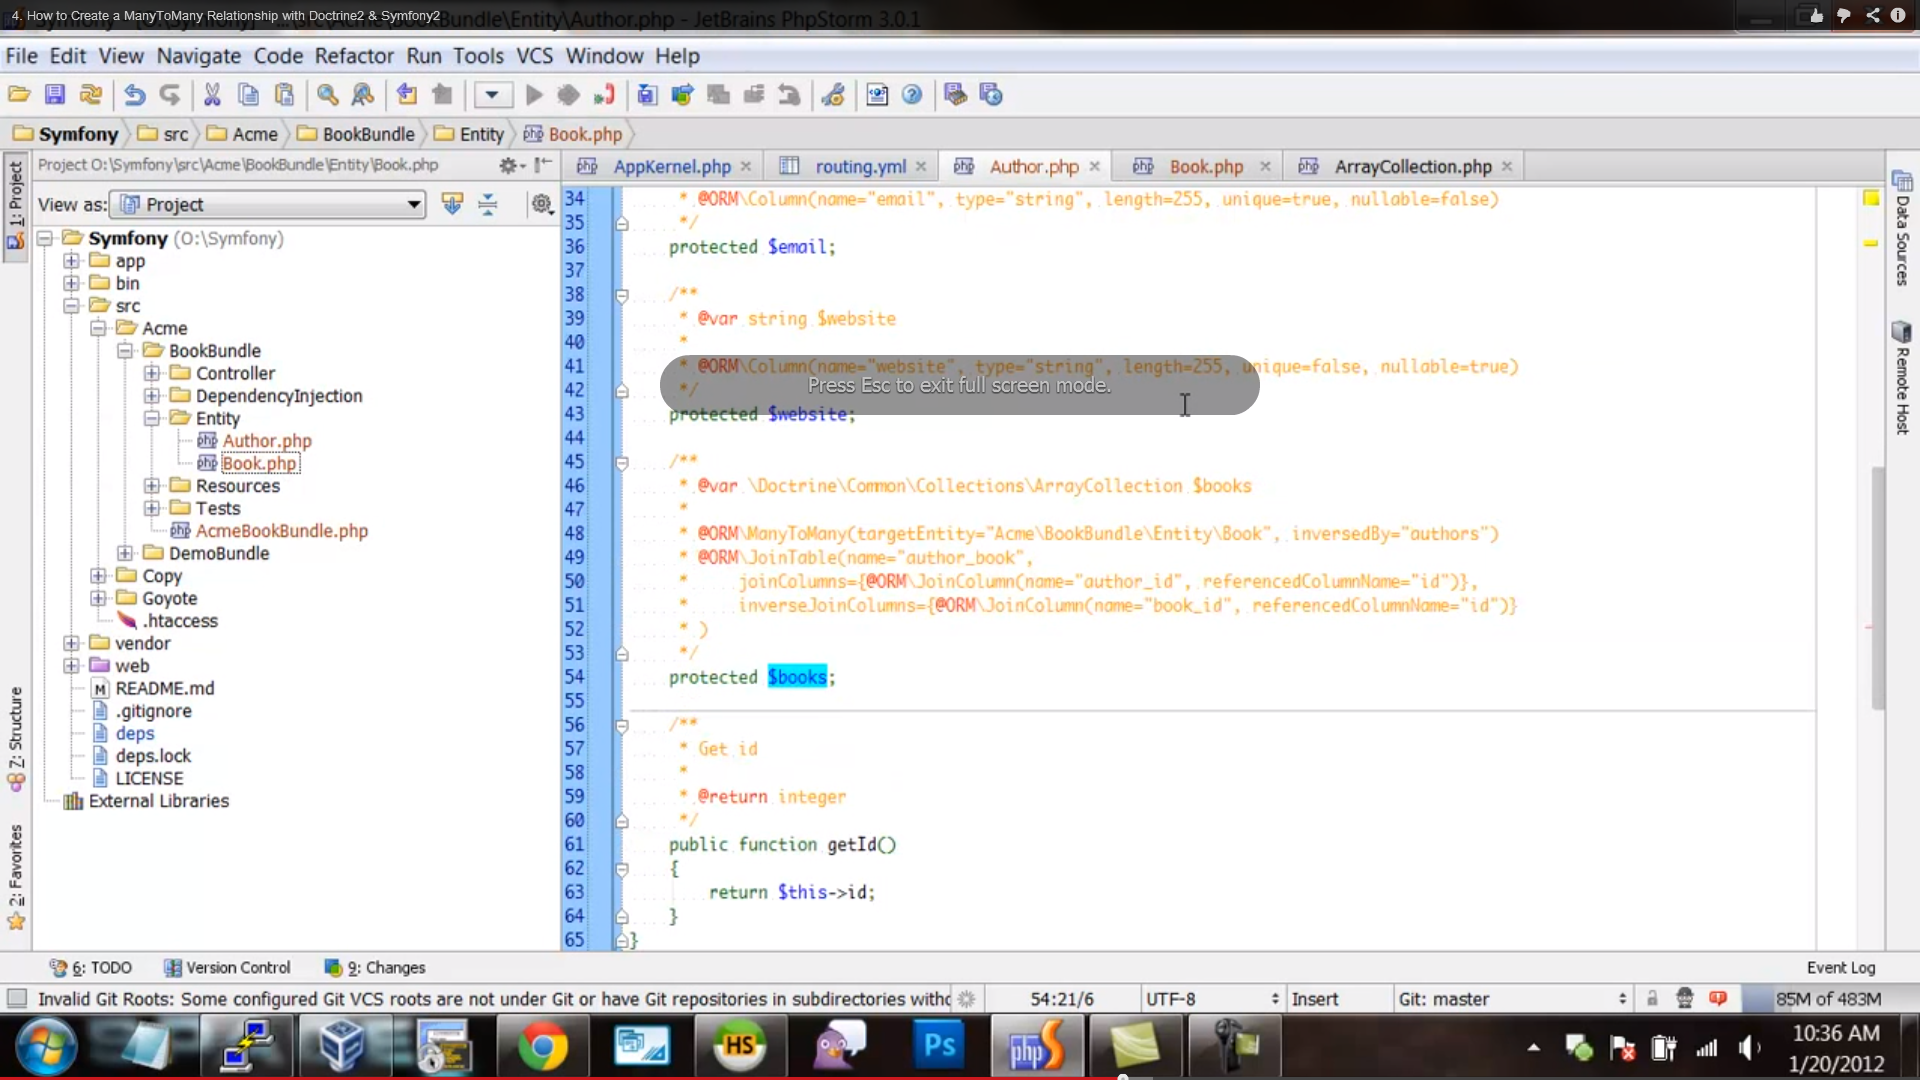 4. How to Create a ManyToMany Relationship with Doctrine2 & Symfony2
BookBundle\Entity\Author.php - JetBrains PhpStorm 3.0.1
File Edit View Navigate Code Refactor Run Tools VCS Window Help
Symfony src Acme BookBundle Entity Book.php
1: Project
Project O:\Symfony\src\Acme\BookBundle\Entity\Book.php
AppKernel.php routing.yml Author.php Book.php ArrayCollection.php
View as: Project
Symfony (O:\Symfony)
app
bin
src
Acme
BookBundle
Controller
DependencyInjection
Entity
Author.php
Book.php
Resources
Tests
AcmeBookBundle.php
DemoBundle
Copy
Goyote
.htaccess
vendor
web
README.md
.gitignore
deps
deps.lock
LICENSE
External Libraries
Z: Structure
2: Favorites
34 * @ORM\Column(name="email", type="string", length=255, unique=true, nullable=false)
35 */
36 protected $email;
37
38 /**
39 * @var string $website
40 *
41 * @ORM\Column(name="website", type="string", length=255, unique=false, nullable=true)
Press Esc to exit full screen mode.
42 */
43 protected $website;
44
45 /**
46 * @var \Doctrine\Common\Collections\ArrayCollection $books
47 *
48 * @ORM\ManyToMany(targetEntity="Acme\BookBundle\Entity\Book", inversedBy="authors")
49 * @ORM\JoinTable(name="author_book",
50 * joinColumns={@ORM\JoinColumn(name="author_id", referencedColumnName="id")},
51 * inverseJoinColumns={@ORM\JoinColumn(name="book_id", referencedColumnName="id")}
52 * )
53 */
54 protected $books;
55
56 /**
57 * Get id
58 *
59 * @return integer
60 */
61 public function getId()
62 {
63 return $this->id;
64 }
65 }
Data Sources
Remote Host
6: TODO Version Control 9: Changes Event Log
Invalid Git Roots: Some configured Git VCS roots are not under Git or have Git repositories in subdirectories 54:21/6 UTF-8 Insert Git: master 85M of 483M
HS Ps php
10:36 AM
1/20/2012